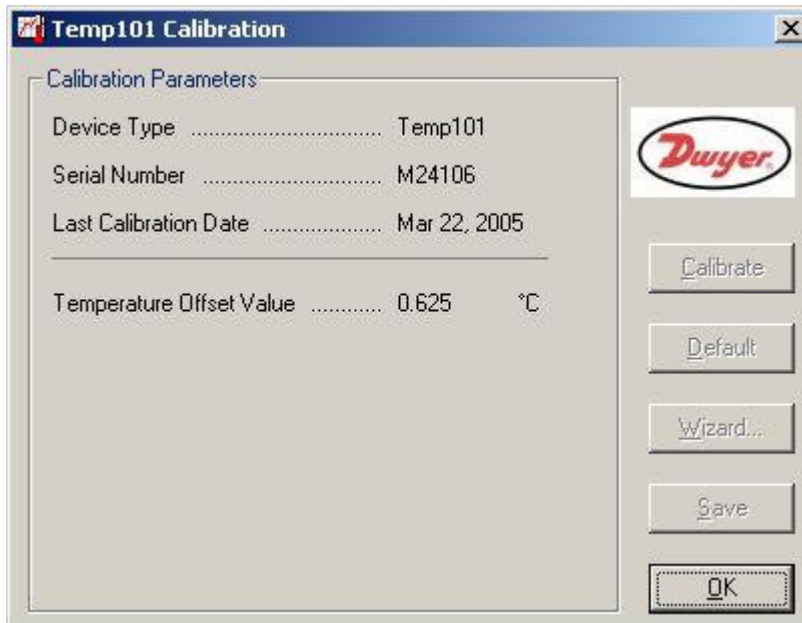 Temp101 Calibration
Calibration Parameters
Device Type ................................ Temp101
Serial Number .............................. M24106
Last Calibration Date .................... Mar 22, 2005
Temperature Offset Value ............ 0.625 °C
Dwyer
Calibrate
Default
Wizard...
Save
OK